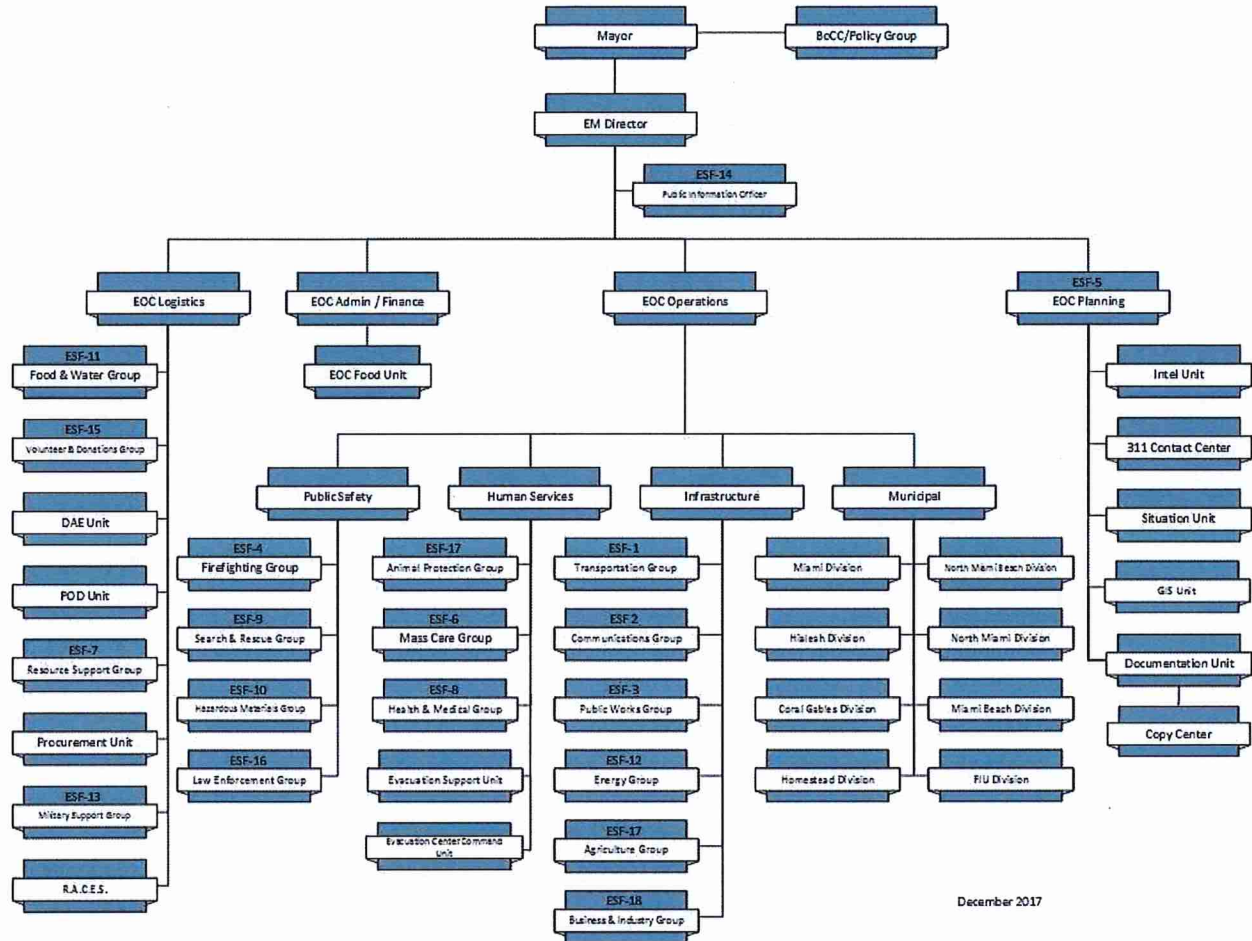 Mayor
BoCC/Policy Group
EM Director
ESF-14
Public Information Officer
EOC Logistics
EOC Admin / Finance
EOC Operations
ESF-5
EOC Planning
ESF-11
Food & Water Group
ESF-15
Volunteer & Donations Group
DAE Unit
POD Unit
ESF-7
Resource Support Group
Procurement Unit
ESF-13
Military Support Group
R.A.C.E.S.
EOC Food Unit
Public Safety
Human Services
Infrastructure
Municipal
ESF-4
Firefighting Group
ESF-9
Search & Rescue Group
ESF-10
Hazardous Materials Group
ESF-16
Law Enforcement Group
ESF-17
Animal Protection Group
ESF-6
Mass Care Group
ESF-8
Health & Medical Group
Evacuation Support Unit
Evacuation Center Command
Unit
ESF-1
Transportation Group
ESF 2
Communications Group
ESF-3
Public Works Group
ESF-12
Energy Group
ESF-17
Agriculture Group
ESF-18
Business & Industry Group
Miami Division
Hialeah Division
Coral Gables Division
Homestead Division
North Miami Beach Division
North Miami Division
Miami Beach Division
FIU Division
Intel Unit
311 Contact Center
Situation Unit
GIS Unit
Documentation Unit
Copy Center
December 2017